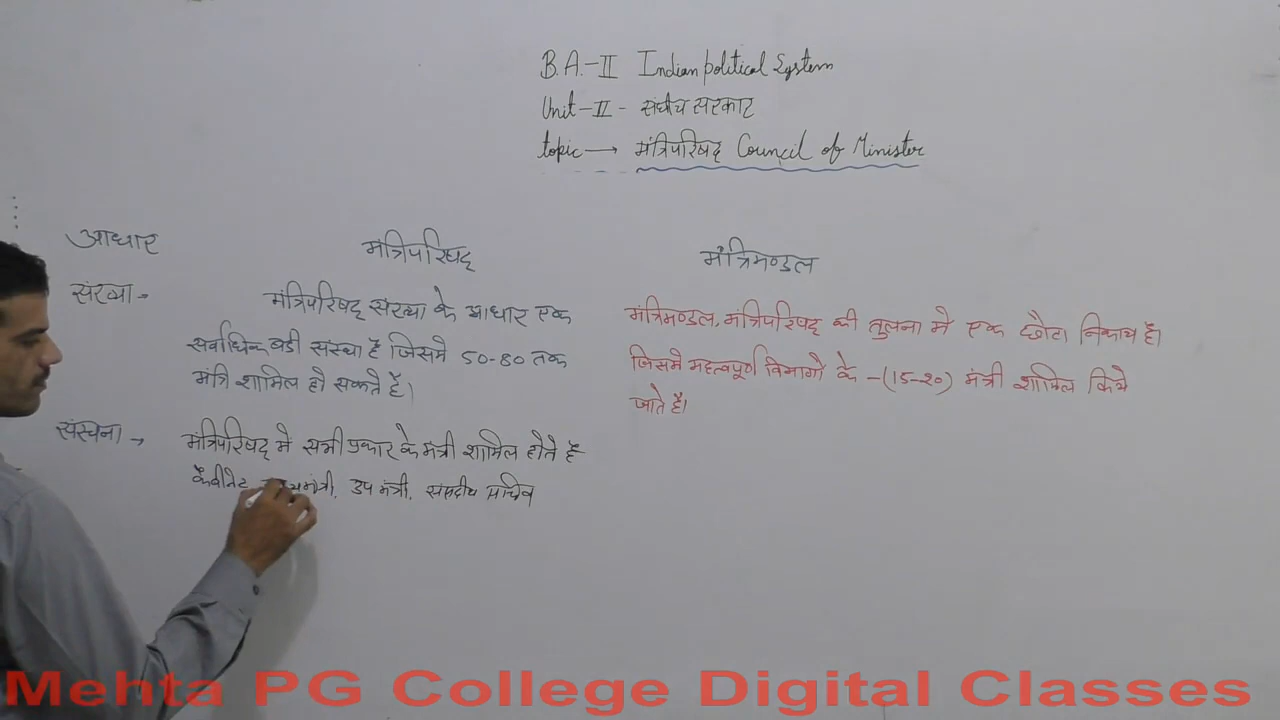 B.A.-II Indian political System
Unit-II - संघीय सरकार
topic → मंत्रिपरिषद् Council of Minister
आधार मंत्रिपरिषद् मंत्रिमण्डल
संख्या - मंत्रिपरिषद् संख्या के आधार एक
सर्वाधिक बडी संस्था है जिसमे 50-80 तक
मंत्रि शामिल हो सकते है।
मंत्रिमण्डल, मंत्रिपरिषद् की तुलना मे एक छोटा निकाय है।
जिसमे महत्वपूर्ण विभागो के -(15-20) मंत्री शामिल किये
जाते है।
संरचना → मंत्रिपरिषद् मे सभी प्रकार के मंत्री शामिल होते है-
कैबीनेट उप मंत्री, संसदीय सचिव
Mehta PG College Digital Classes